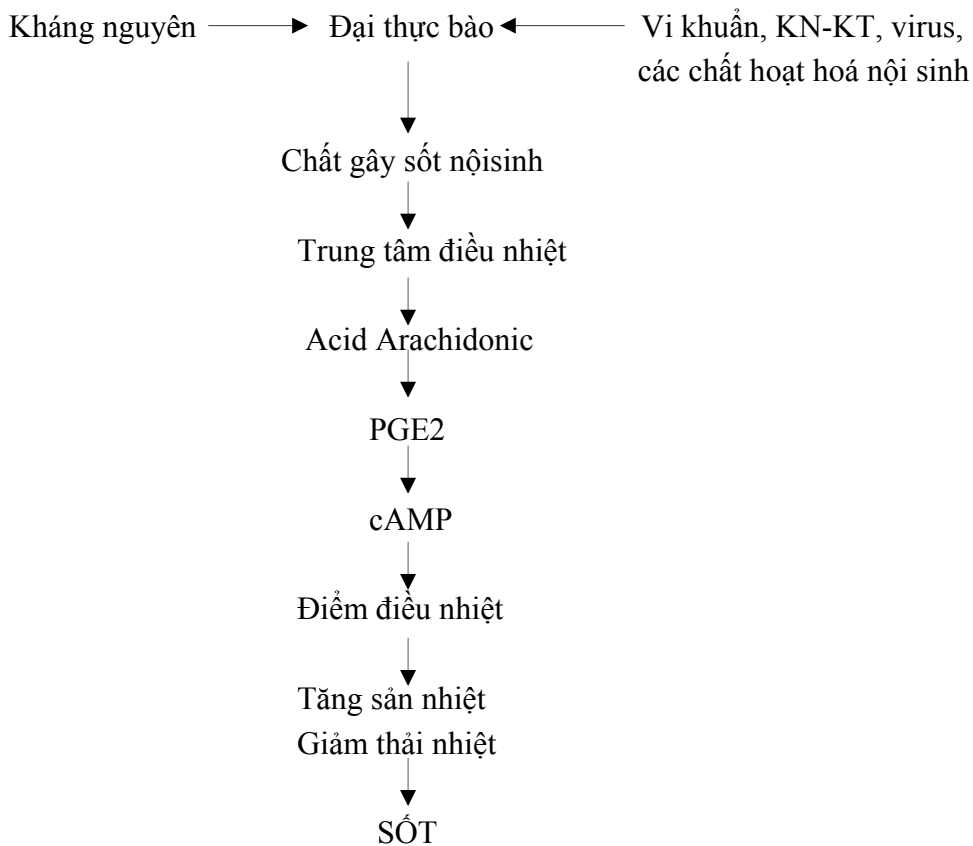 Kháng nguyên Đại thực bào Vi khuẩn, KN-KT, virus,
các chất hoạt hoá nội sinh
Chất gây sốt nộisinh
Trung tâm điều nhiệt
Acid Arachidonic
PGE2
cAMP
Điểm điều nhiệt
Tăng sản nhiệt
Giảm thải nhiệt
SỐT